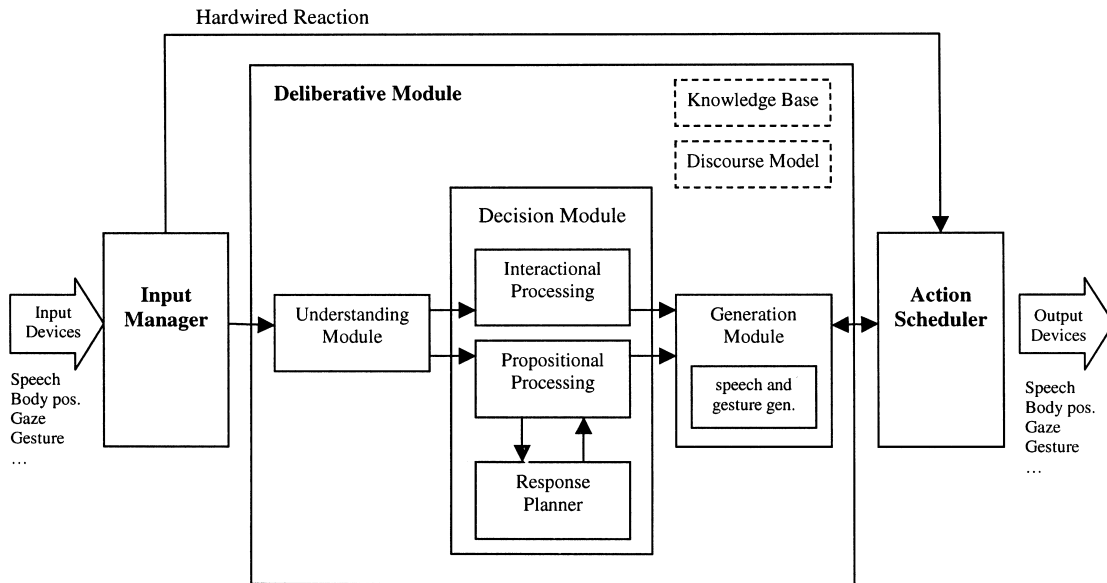 Hardwired Reaction
Deliberative Module
Knowledge Base
Discourse Model
Decision Module
Input
Devices
Speech
Body pos.
Gaze
Gesture
…
Input
Manager
Understanding
Module
Interactional
Processing
Propositional
Processing
Response
Planner
Generation
Module
speech and
gesture gen.
Action
Scheduler
Output
Devices
Speech
Body pos.
Gaze
Gesture
…